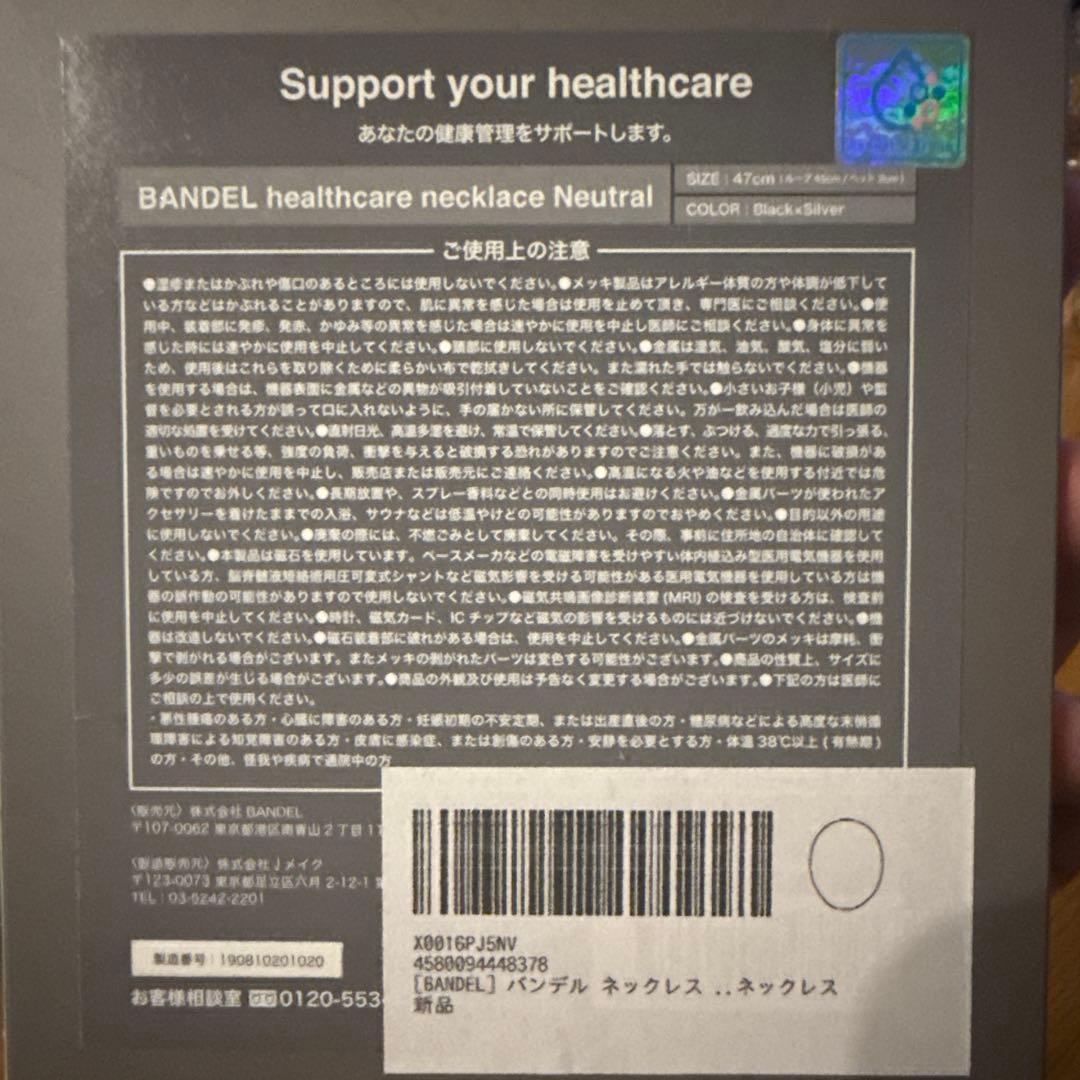 Support your healthcare
あなたの健康管理をサポートします。
BANDEL healthcare necklace Neutral
SIZE : 47cm
COLOR : Black×Silver
ご使用上の注意
●湿疹またはかぶれや傷口のあるところには使用しないでください。●メッキ製品はアレルギー体質の方や体調が低下して
いる方などはかぶれることがありますので、肌に異常を感じた場合は使用を止めて頂き、専門医にご相談ください。●使
用中、装着部に発疹、発赤、かゆみ等の異常を感じた場合は速やかに使用を中止し医師にご相談ください。●身体に異常を
感じた時には速やかに使用を中止してください。●頭部に使用しないでください。●金属は湿気、油気、酸気、塩分に弱い
ため、使用後はこれらを取り除くために柔らかい布で乾拭きしてください。また濡れた手では触らないでください。●機器
を使用する場合は、機器表面に金属などの異物が吸引付着していないことをご確認ください。●小さいお子様（小児）や監
督を必要とされる方が誤って口に入れないように、手の届かない所に保管してください。万が一飲み込んだ場合は医師の
適切な処置を受けてください。●直射日光、高温多湿を避け、常温で保管してください。●落とす、ぶつける、過度な力で引っ張る、
重いものを乗せる等、強度の負荷、衝撃を与えると破損する恐れがありますのでご注意ください。また、機器に破損があ
る場合は速やかに使用を中止し、販売店または販売元にご連絡ください。●高温になる火や油などを使用する付近では危
険ですのでお外しください。●長期放置や、スプレー香料などとの同時使用はお避けください。●金属パーツが使われたア
クセサリーを着けたままでの入浴、サウナなどは低温やけどの可能性がありますのでおやめください。●目的以外の用途
に使用しないでください。●廃棄の際には、不燃ごみとして廃棄してください。その際、事前に住所地の自治体に確認して
ください。●本製品は磁石を使用しています。ペースメーカなどの電磁障害を受けやすい体内植込み型医用電気機器を使用
している方、脳脊髄液短絡術用圧可変式シャントなど磁気影響を受ける可能性がある医用電気機器を使用している方は機
器の誤作動の可能性がありますので使用しないでください。●磁気共鳴画像診断装置 (MRI) の検査を受ける方は、検査前
に使用を中止してください。●時計、磁気カード、IC チップなど磁気の影響を受けるものには近づけないでください。●機
器は改造しないでください。●磁石装着部に破れがある場合は、使用を中止してください。●金属パーツのメッキは摩耗、衝
撃で剥がれる場合がございます。またメッキの剥がれたパーツは変色する可能性がございます。●商品の性質上、サイズに
多少の誤差が生じる場合がございます。●商品の外観及び使用は予告なく変更する場合がございます。●下記の方は医師に
ご相談の上で使用ください。
・悪性腫瘍のある方・心臓に障害のある方・妊娠初期の不安定期、または出産直後の方・糖尿病などによる高度な末梢循
環障害による知覚障害のある方・皮膚に感染症、または創傷のある方・安静を必要とする方・体温 38℃以上 ( 有熱期 )
の方・その他、怪我や疾病で通院中の方
〈販売元〉株式会社 BANDEL
〒107-0062 東京都港区南青山 2 丁目 11
〈製造販売元〉株式会社 J メイク
〒123-0073 東京都足立区六月 2-12-1
TEL : 03-5242-2201
製造番号 : 190810201020
お客様相談室 0120-553-
X0016PJ5NV
4580094448378
[BANDEL] バンデル ネックレス ..ネックレス
新品